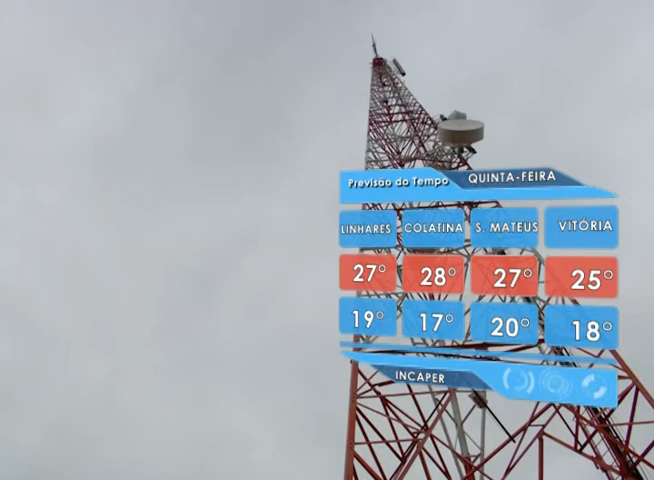 Previsão do Tempo QUINTA-FEIRA
LINHARES COLATINA S. MATEUS VITÓRIA
27° 28° 27° 25°
19° 17° 20° 18°
INCAPER